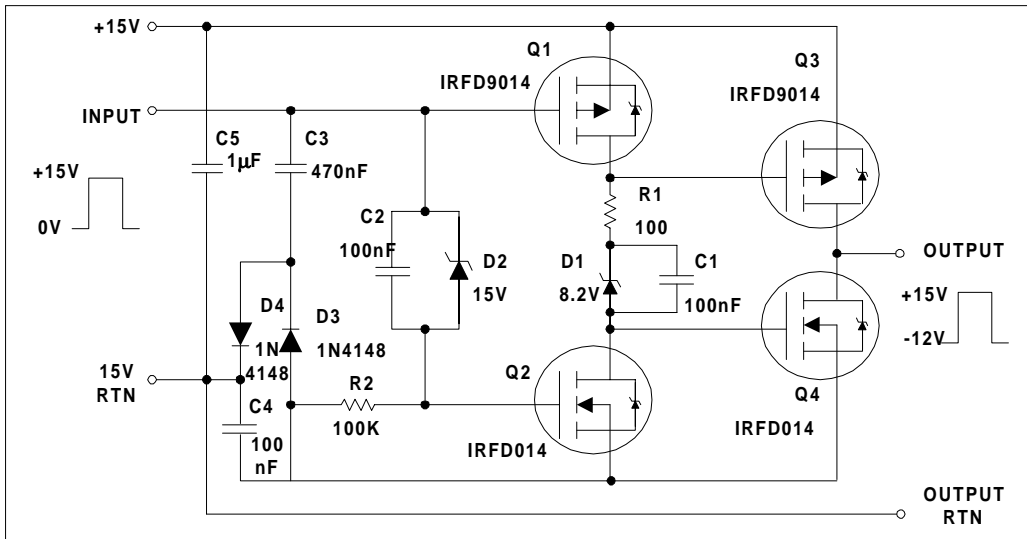 +15V
Q1
Q3
IRFD9014
IRFD9014
INPUT
C5
1µF
C3
470nF
+15V
0V
C2
100nF
R1
100
D2
15V
D1
8.2V
C1
100nF
OUTPUT
+15V
-12V
D4
1N
4148
D3
1N4148
15V
RTN
R2
100K
Q2
Q4
C4
100
nF
IRFD014
IRFD014
OUTPUT
RTN